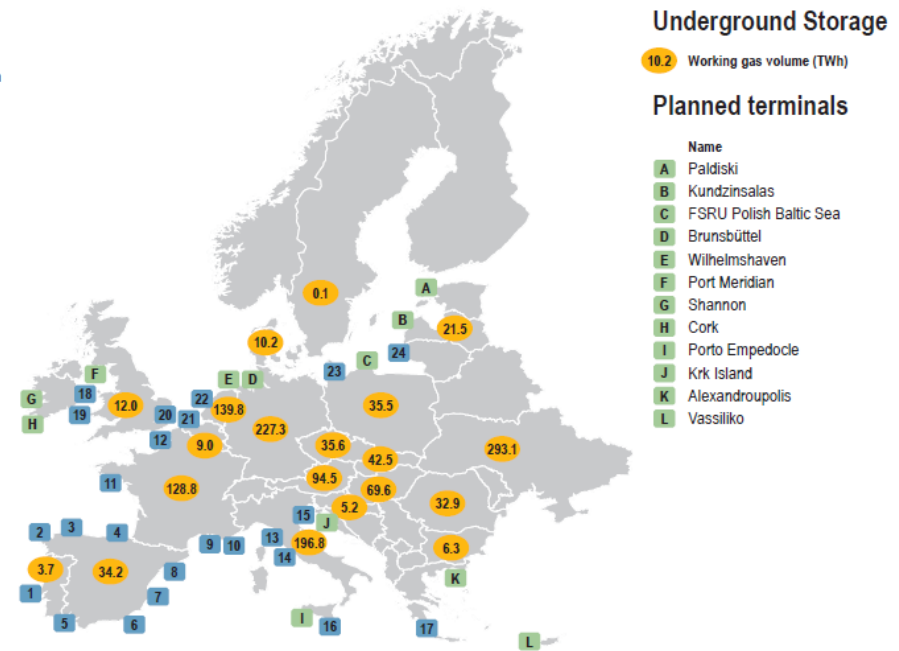 Underground Storage
10.2 Working gas volume (TWh)
Planned terminals
Name
A Paldiski
B Kundzinsalas
C FSRU Polish Baltic Sea
D Brunsbüttel
E Wilhelmshaven
F Port Meridian
G Shannon
H Cork
I Porto Empedocle
J Krk Island
K Alexandroupolis
L Vassiliko
A
0.1
B
21.5
10.2
24
C
23
F
E
D
18
22
G
12.0
139.8
35.5
19
20
21
H
227.3
12
9.0
35.6
293.1
42.5
11
128.8
94.5
69.6
5.2
32.9
15
J
2
3
4
13
196.8
9
10
6.3
14
3.7
34.2
8
K
1
7
5
6
I
16
17
L